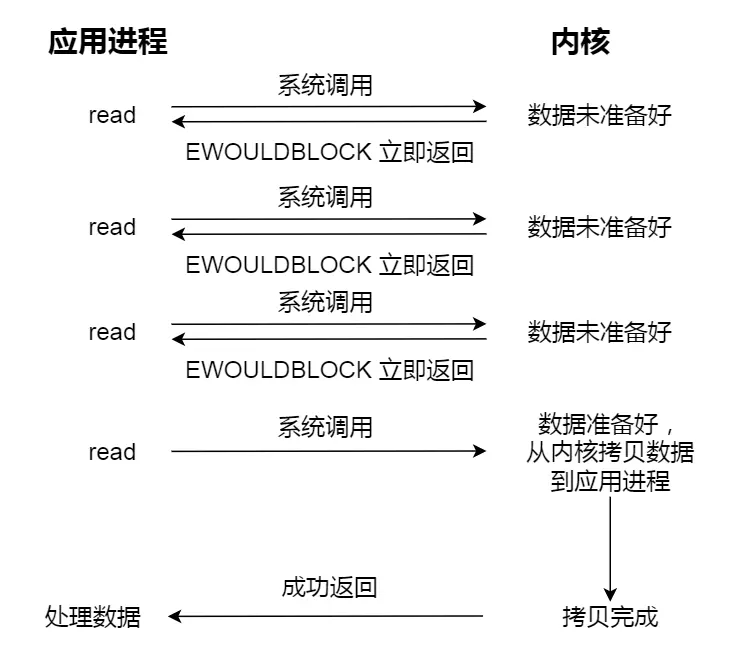 应用进程
内核
系统调用
read
数据未准备好
EWOULDBLOCK 立即返回
系统调用
read
数据未准备好
EWOULDBLOCK 立即返回
系统调用
read
数据未准备好
EWOULDBLOCK 立即返回
系统调用
read
数据准备好，
从内核拷贝数据
到应用进程
成功返回
处理数据
拷贝完成